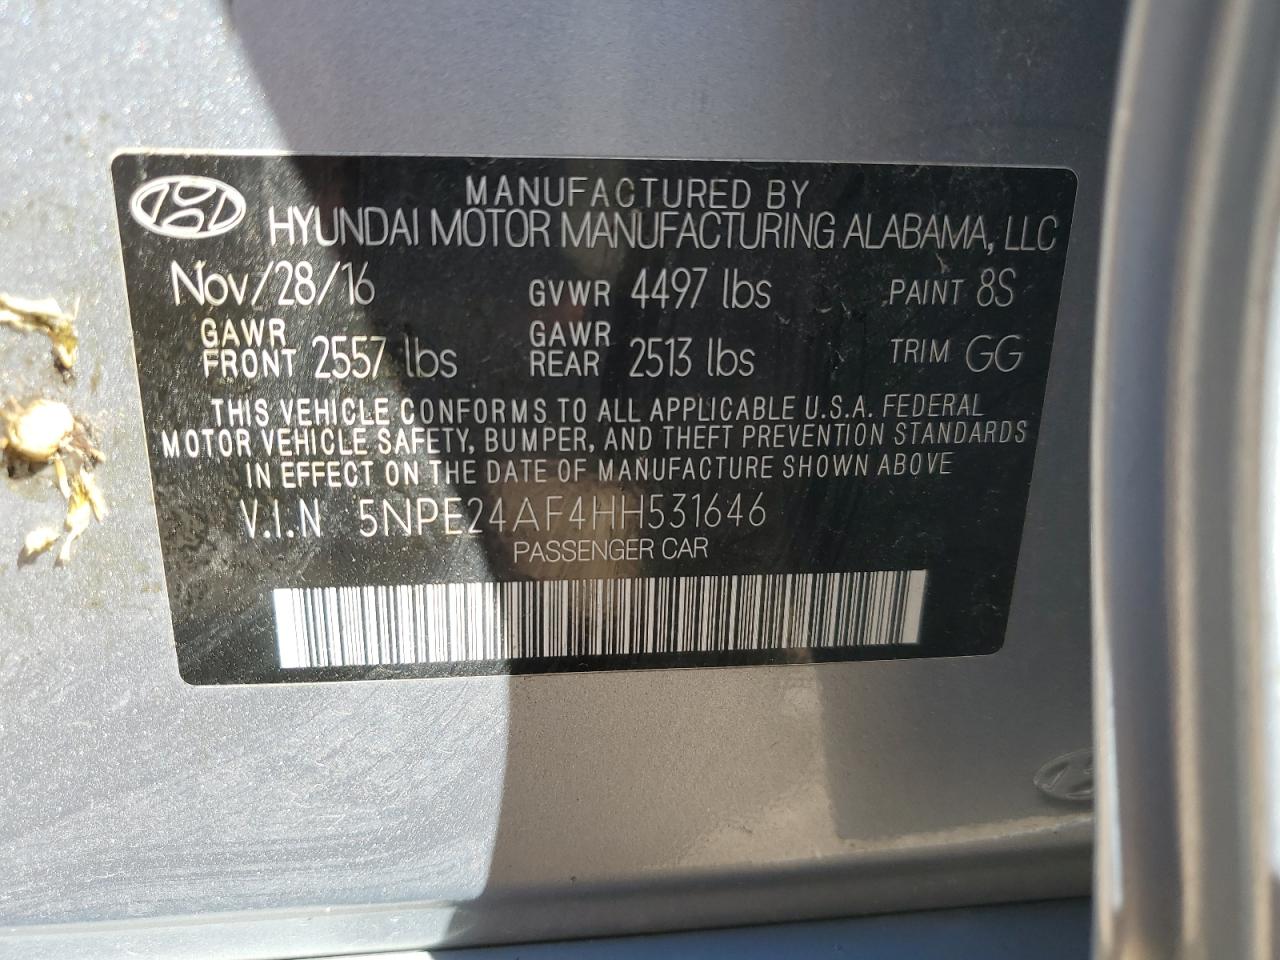 MANUFACTURED BY
HYUNDAI MOTOR MANUFACTURING ALABAMA, LLC
Nov/28/16 GVWR 4497 lbs PAINT 8S
GAWR FRONT 2557 lbs GAWR REAR 2513 lbs TRIM GG
THIS VEHICLE CONFORMS TO ALL APPLICABLE U.S.A. FEDERAL
MOTOR VEHICLE SAFETY, BUMPER, AND THEFT PREVENTION STANDARDS
IN EFFECT ON THE DATE OF MANUFACTURE SHOWN ABOVE
V.I.N 5NPE24AF4HH531646
PASSENGER CAR